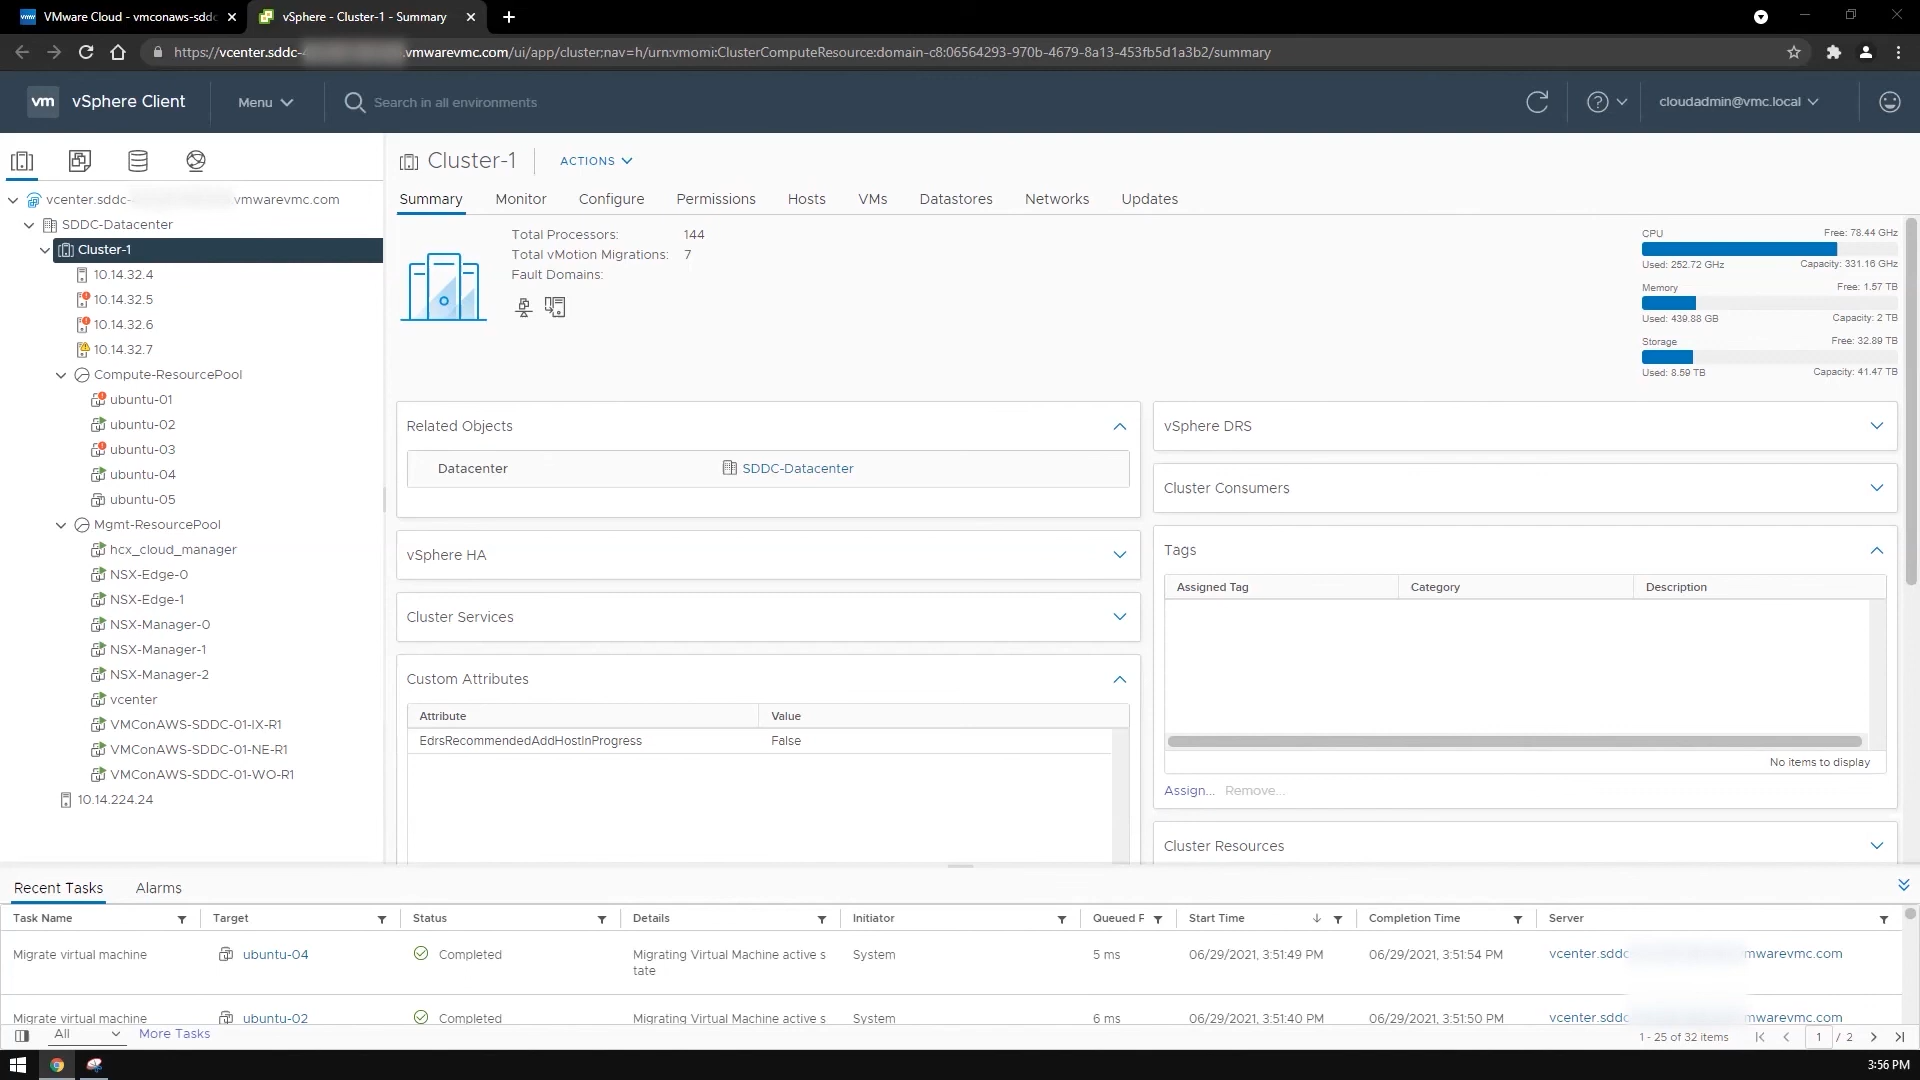 VMware Cloud - vmconaws-sddc
vSphere - Cluster-1 - Summary
https://vcenter.sddc- .vmwarevmc.com/ui/app/cluster;nav=h/urn:vmomi:ClusterComputeResource:domain-c8:06564293-970b-4679-8a13-453fb5d1a3b2/summary
vm vSphere Client
Menu
Search in all environments
cloudadmin@vmc.local
vcenter.sddc- .vmwarevmc.com
SDDC-Datacenter
Cluster-1
10.14.32.4
10.14.32.5
10.14.32.6
10.14.32.7
Compute-ResourcePool
ubuntu-01
ubuntu-02
ubuntu-03
ubuntu-04
ubuntu-05
Mgmt-ResourcePool
hcx_cloud_manager
NSX-Edge-0
NSX-Edge-1
NSX-Manager-0
NSX-Manager-1
NSX-Manager-2
vcenter
VMConAWS-SDDC-01-IX-R1
VMConAWS-SDDC-01-NE-R1
VMConAWS-SDDC-01-WO-R1
10.14.224.24
Cluster-1
ACTIONS
Summary Monitor Configure Permissions Hosts VMs Datastores Networks Updates
Total Processors: 144
Total vMotion Migrations: 7
Fault Domains:
CPU Free: 78.44 GHz
Used: 252.72 GHz Capacity: 331.16 GHz
Memory Free: 1.57 TB
Used: 439.88 GB Capacity: 2 TB
Storage Free: 32.89 TB
Used: 8.59 TB Capacity: 41.47 TB
Related Objects
Datacenter SDDC-Datacenter
vSphere HA
Cluster Services
Custom Attributes
Attribute Value
EdrsRecommendedAddHostInProgress False
vSphere DRS
Cluster Consumers
Tags
Assigned Tag Category Description
No items to display
Assign... Remove...
Cluster Resources
Recent Tasks Alarms
Task Name Target Status Details Initiator Queued F Start Time Completion Time Server
Migrate virtual machine ubuntu-04 Completed Migrating Virtual Machine active s System 5 ms 06/29/2021, 3:51:49 PM 06/29/2021, 3:51:54 PM vcenter.sddc mwarevmc.com
tate
Migrate virtual machine ubuntu-02 Completed Migrating Virtual Machine active s System 6 ms 06/29/2021, 3:51:40 PM 06/29/2021, 3:51:50 PM vcenter.sddc mwarevmc.com
All More Tasks
1 - 25 of 32 items 1 / 2
3:56 PM